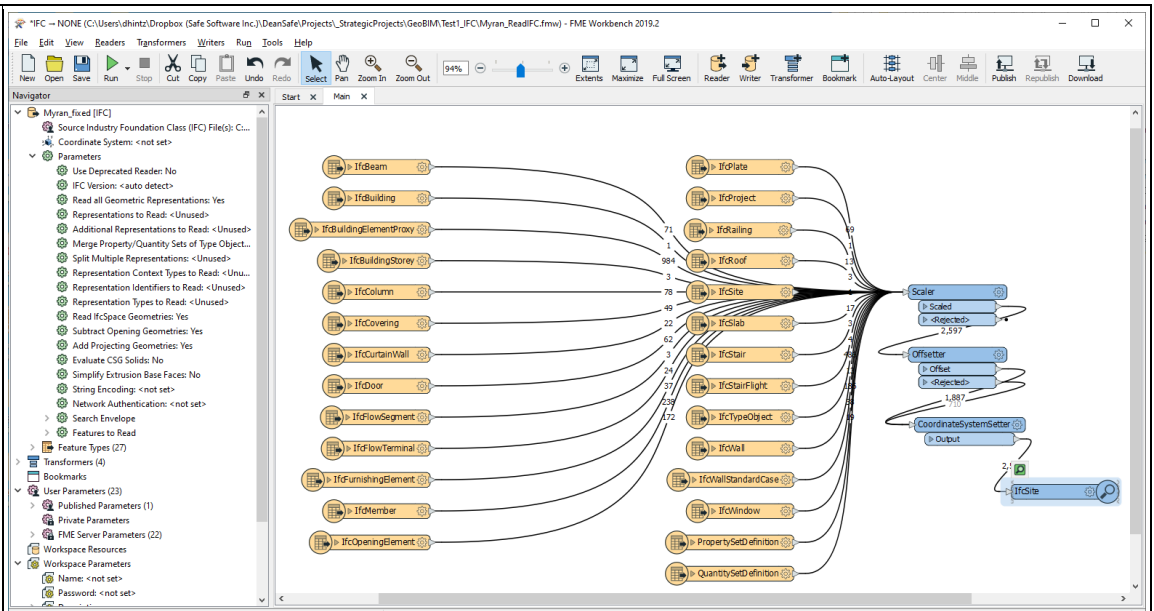 *IFC → NONE (C:\Users\dhintz\Dropbox (Safe Software Inc.)\DeanSafe\Projects\_StrategicProjects\GeoBIM\Test1_IFC\Myran_ReadIFC.fmw) - FME Workbench 2019.2
File Edit View Readers Transformers Writers Run Tools Help
New Open Save Run Stop Cut Copy Paste Undo Redo Select Pan Zoom In Zoom Out 94% Extents Maximize Full Screen Reader Writer Transformer Bookmark Auto-Layout Center Middle Publish Republish Download
Navigator
Start Main
Myran_fixed [IFC]
Source Industry Foundation Class (IFC) File(s): C:...
Coordinate System: <not set>
Parameters
Use Deprecated Reader: No
IFC Version: <auto detect>
Read all Geometric Representations: Yes
Representations to Read: <Unused>
Additional Representations to Read: <Unused>
Merge Property/Quantity Sets of Type Object...
Split Multiple Representations: <Unused>
Representation Context Types to Read: <Unu...
Representation Identifiers to Read: <Unused>
Representation Types to Read: <Unused>
Read IfcSpace Geometries: Yes
Subtract Opening Geometries: Yes
Add Projecting Geometries: Yes
Evaluate CSG Solids: No
Simplify Extrusion Base Faces: No
String Encoding: <not set>
Network Authentication: <not set>
Search Envelope
Features to Read
Feature Types (27)
Transformers (4)
Bookmarks
User Parameters (23)
Published Parameters (1)
Private Parameters
FME Server Parameters (22)
Workspace Resources
Workspace Parameters
Name: <not set>
Password: <not set>
IfcBeam
IfcBuilding
IfcBuildingElementProxy
IfcBuildingStorey
IfcColumn
IfcCovering
IfcCurtainWall
IfcDoor
IfcFlowSegment
IfcFlowTerminal
IfcFurnishingElement
IfcMember
IfcOpeningElement
71
1
984
3
78
49
22
62
3
24
37
238
172
IfcPlate
IfcProject
IfcRailing
IfcRoof
IfcSite
IfcSlab
IfcStair
IfcStairFlight
IfcTypeObject
IfcWall
IfcWallStandardCase
IfcWindow
PropertySetDefinition
QuantitySetDefinition
69
1
13
3
17
3
Scaler
Scaled
<Rejected>
2,597
Offsetter
Offset
<Rejected>
1,887
710
CoordinateSystemSetter
Output
IfcSite